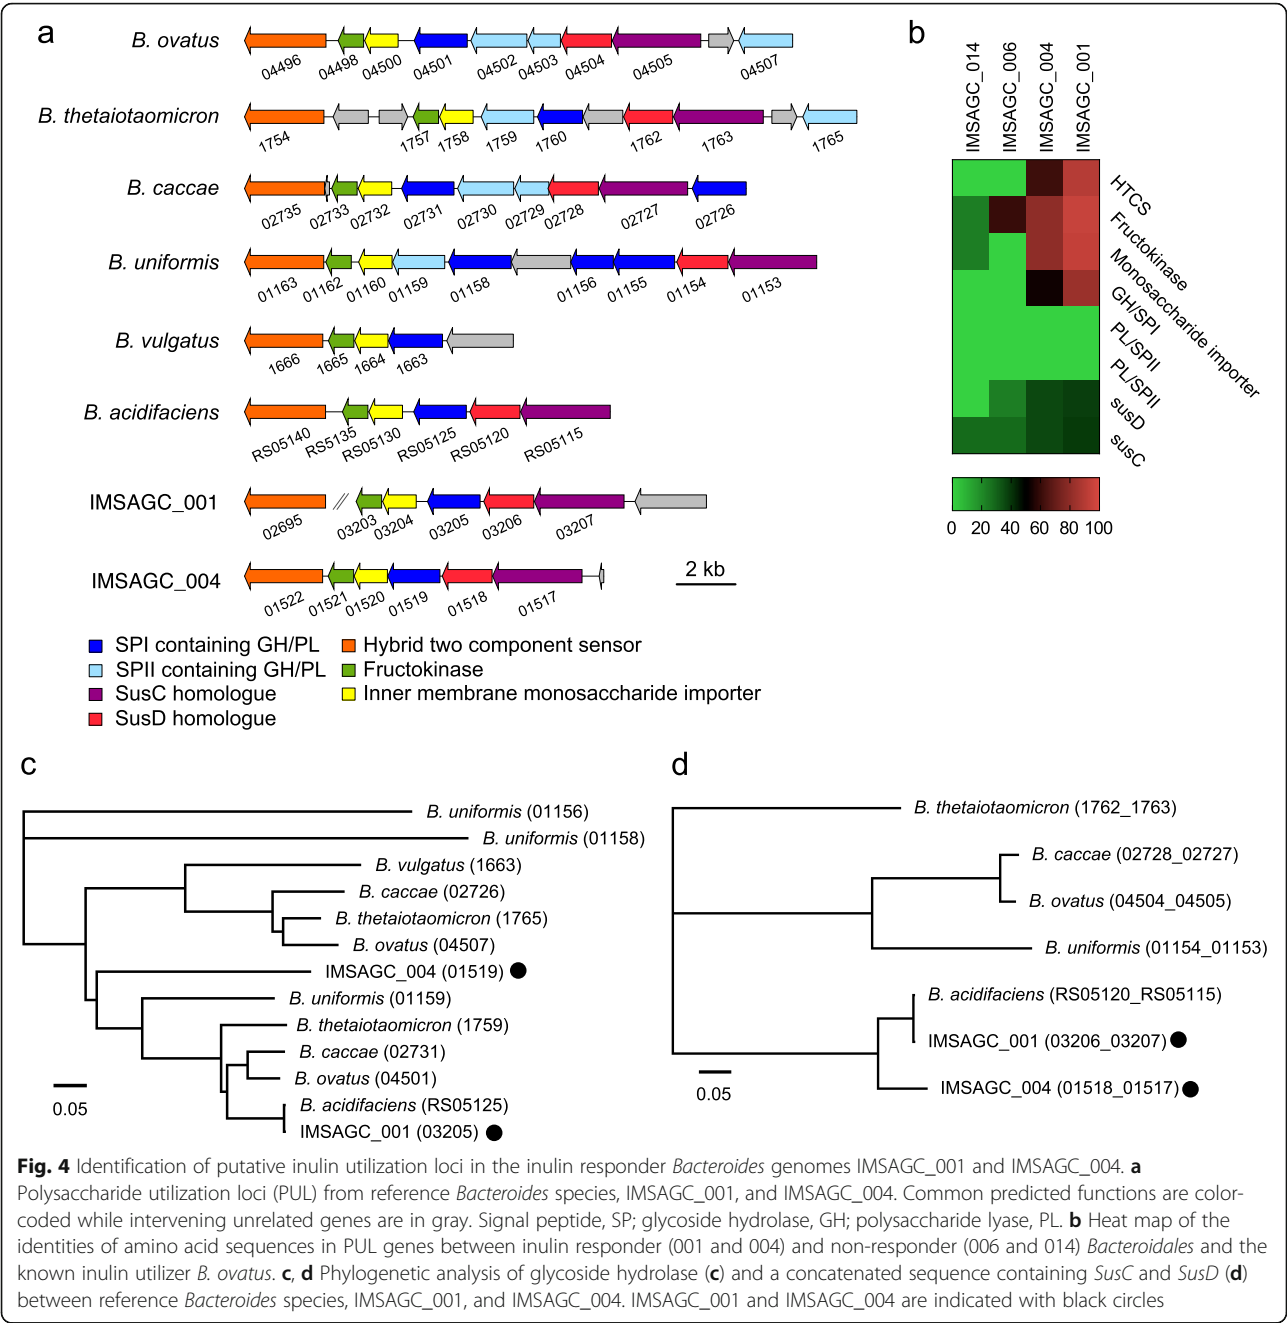 a
B. ovatus
04496 04498 04500 04501 04502 04503 04504 04505 04507
B. thetaiotaomicron
1754 1757 1758 1759 1760 1762 1763 1765
B. caccae
02735 02733 02732 02731 02730 02729 02728 02727 02726
B. uniformis
01163 01162 01160 01159 01158 01156 01155 01154 01153
B. vulgatus
1666 1665 1664 1663
B. acidifaciens
RS05140 RS5135 RS05130 RS05125 RS05120 RS05115
IMSAGC_001
02695 03203 03204 03205 03206 03207
IMSAGC_004
01522 01521 01520 01519 01518 01517
2 kb
SPI containing GH/PL
SPII containing GH/PL
SusC homologue
SusD homologue
Hybrid two component sensor
Fructokinase
Inner membrane monosaccharide importer
b
IMSAGC_014
IMSAGC_006
IMSAGC_004
IMSAGC_001
HTCS
Fructokinase
Monosaccharide importer
GH/SPI
PL/SPII
PL/SPII
susD
susC
0 20 40 60 80 100
c
B. uniformis (01156)
B. uniformis (01158)
B. vulgatus (1663)
B. caccae (02726)
B. thetaiotaomicron (1765)
B. ovatus (04507)
IMSAGC_004 (01519)
B. uniformis (01159)
B. thetaiotaomicron (1759)
B. caccae (02731)
B. ovatus (04501)
B. acidifaciens (RS05125)
IMSAGC_001 (03205)
0.05
d
B. thetaiotaomicron (1762_1763)
B. caccae (02728_02727)
B. ovatus (04504_04505)
B. uniformis (01154_01153)
B. acidifaciens (RS05120_RS05115)
IMSAGC_001 (03206_03207)
IMSAGC_004 (01518_01517)
0.05
Fig. 4 Identification of putative inulin utilization loci in the inulin responder Bacteroides genomes IMSAGC_001 and IMSAGC_004. a
Polysaccharide utilization loci (PUL) from reference Bacteroides species, IMSAGC_001, and IMSAGC_004. Common predicted functions are color-
coded while intervening unrelated genes are in gray. Signal peptide, SP; glycoside hydrolase, GH; polysaccharide lyase, PL. b Heat map of the
identities of amino acid sequences in PUL genes between inulin responder (001 and 004) and non-responder (006 and 014) Bacteroidales and the
known inulin utilizer B. ovatus. c, d Phylogenetic analysis of glycoside hydrolase (c) and a concatenated sequence containing SusC and SusD (d)
between reference Bacteroides species, IMSAGC_001, and IMSAGC_004. IMSAGC_001 and IMSAGC_004 are indicated with black circles